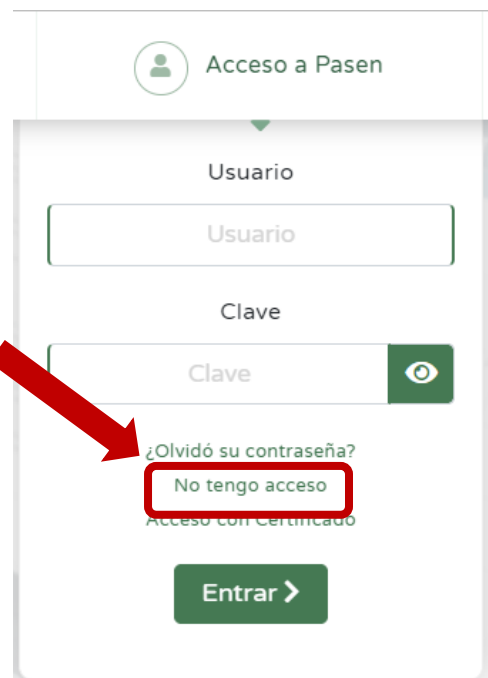 Acceso a Pasen
Usuario
Usuario
Clave
Clave
¿Olvidó su contraseña?
No tengo acceso
Acceso con Certificado
Entrar